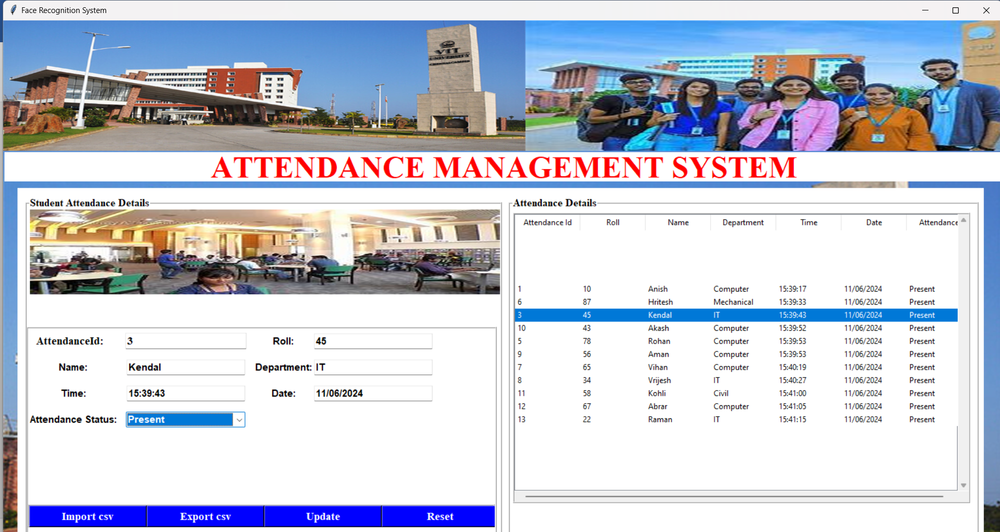 Face Recognition System
VIT
UNIVERSITY
CHENNAI CAMPUS
ATTENDANCE MANAGEMENT SYSTEM
Student Attendance Details
AttendanceId: 3 Roll: 45
Name: Kendal Department: IT
Time: 15:39:43 Date: 11/06/2024
Attendance Status: Present
Import csv Export csv Update Reset
Attendance Details
Attendance Id Roll Name Department Time Date Attendance
1 10 Anish Computer 15:39:17 11/06/2024 Present
6 87 Hritesh Mechanical 15:39:33 11/06/2024 Present
3 45 Kendal IT 15:39:43 11/06/2024 Present
10 43 Akash Computer 15:39:52 11/06/2024 Present
5 78 Rohan Computer 15:39:53 11/06/2024 Present
9 56 Aman Computer 15:39:53 11/06/2024 Present
7 65 Vihan Computer 15:40:19 11/06/2024 Present
8 34 Vrijesh IT 15:40:27 11/06/2024 Present
11 58 Kohli Civil 15:41:00 11/06/2024 Present
12 67 Abrar Computer 15:41:05 11/06/2024 Present
13 22 Raman IT 15:41:15 11/06/2024 Present